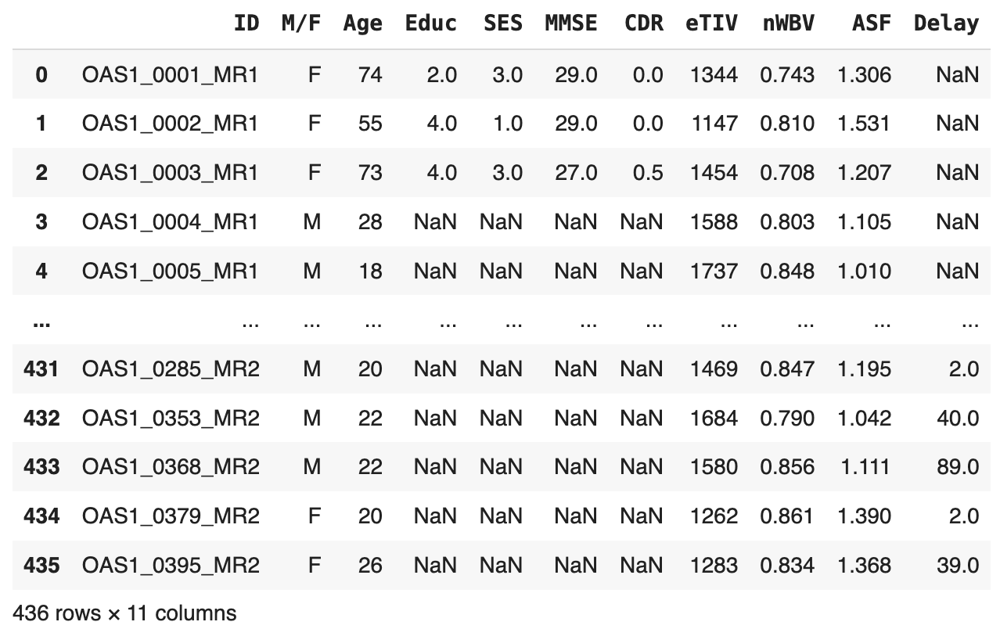 ID M/F Age Educ SES MMSE CDR eTIV nWBV ASF Delay
0 OAS1_0001_MR1 F 74 2.0 3.0 29.0 0.0 1344 0.743 1.306 NaN
1 OAS1_0002_MR1 F 55 4.0 1.0 29.0 0.0 1147 0.810 1.531 NaN
2 OAS1_0003_MR1 F 73 4.0 3.0 27.0 0.5 1454 0.708 1.207 NaN
3 OAS1_0004_MR1 M 28 NaN NaN NaN NaN 1588 0.803 1.105 NaN
4 OAS1_0005_MR1 M 18 NaN NaN NaN NaN 1737 0.848 1.010 NaN
... ... ... ... ... ... ... ... ... ... ... ...
431 OAS1_0285_MR2 M 20 NaN NaN NaN NaN 1469 0.847 1.195 2.0
432 OAS1_0353_MR2 M 22 NaN NaN NaN NaN 1684 0.790 1.042 40.0
433 OAS1_0368_MR2 M 22 NaN NaN NaN NaN 1580 0.856 1.111 89.0
434 OAS1_0379_MR2 F 20 NaN NaN NaN NaN 1262 0.861 1.390 2.0
435 OAS1_0395_MR2 F 26 NaN NaN NaN NaN 1283 0.834 1.368 39.0
436 rows × 11 columns